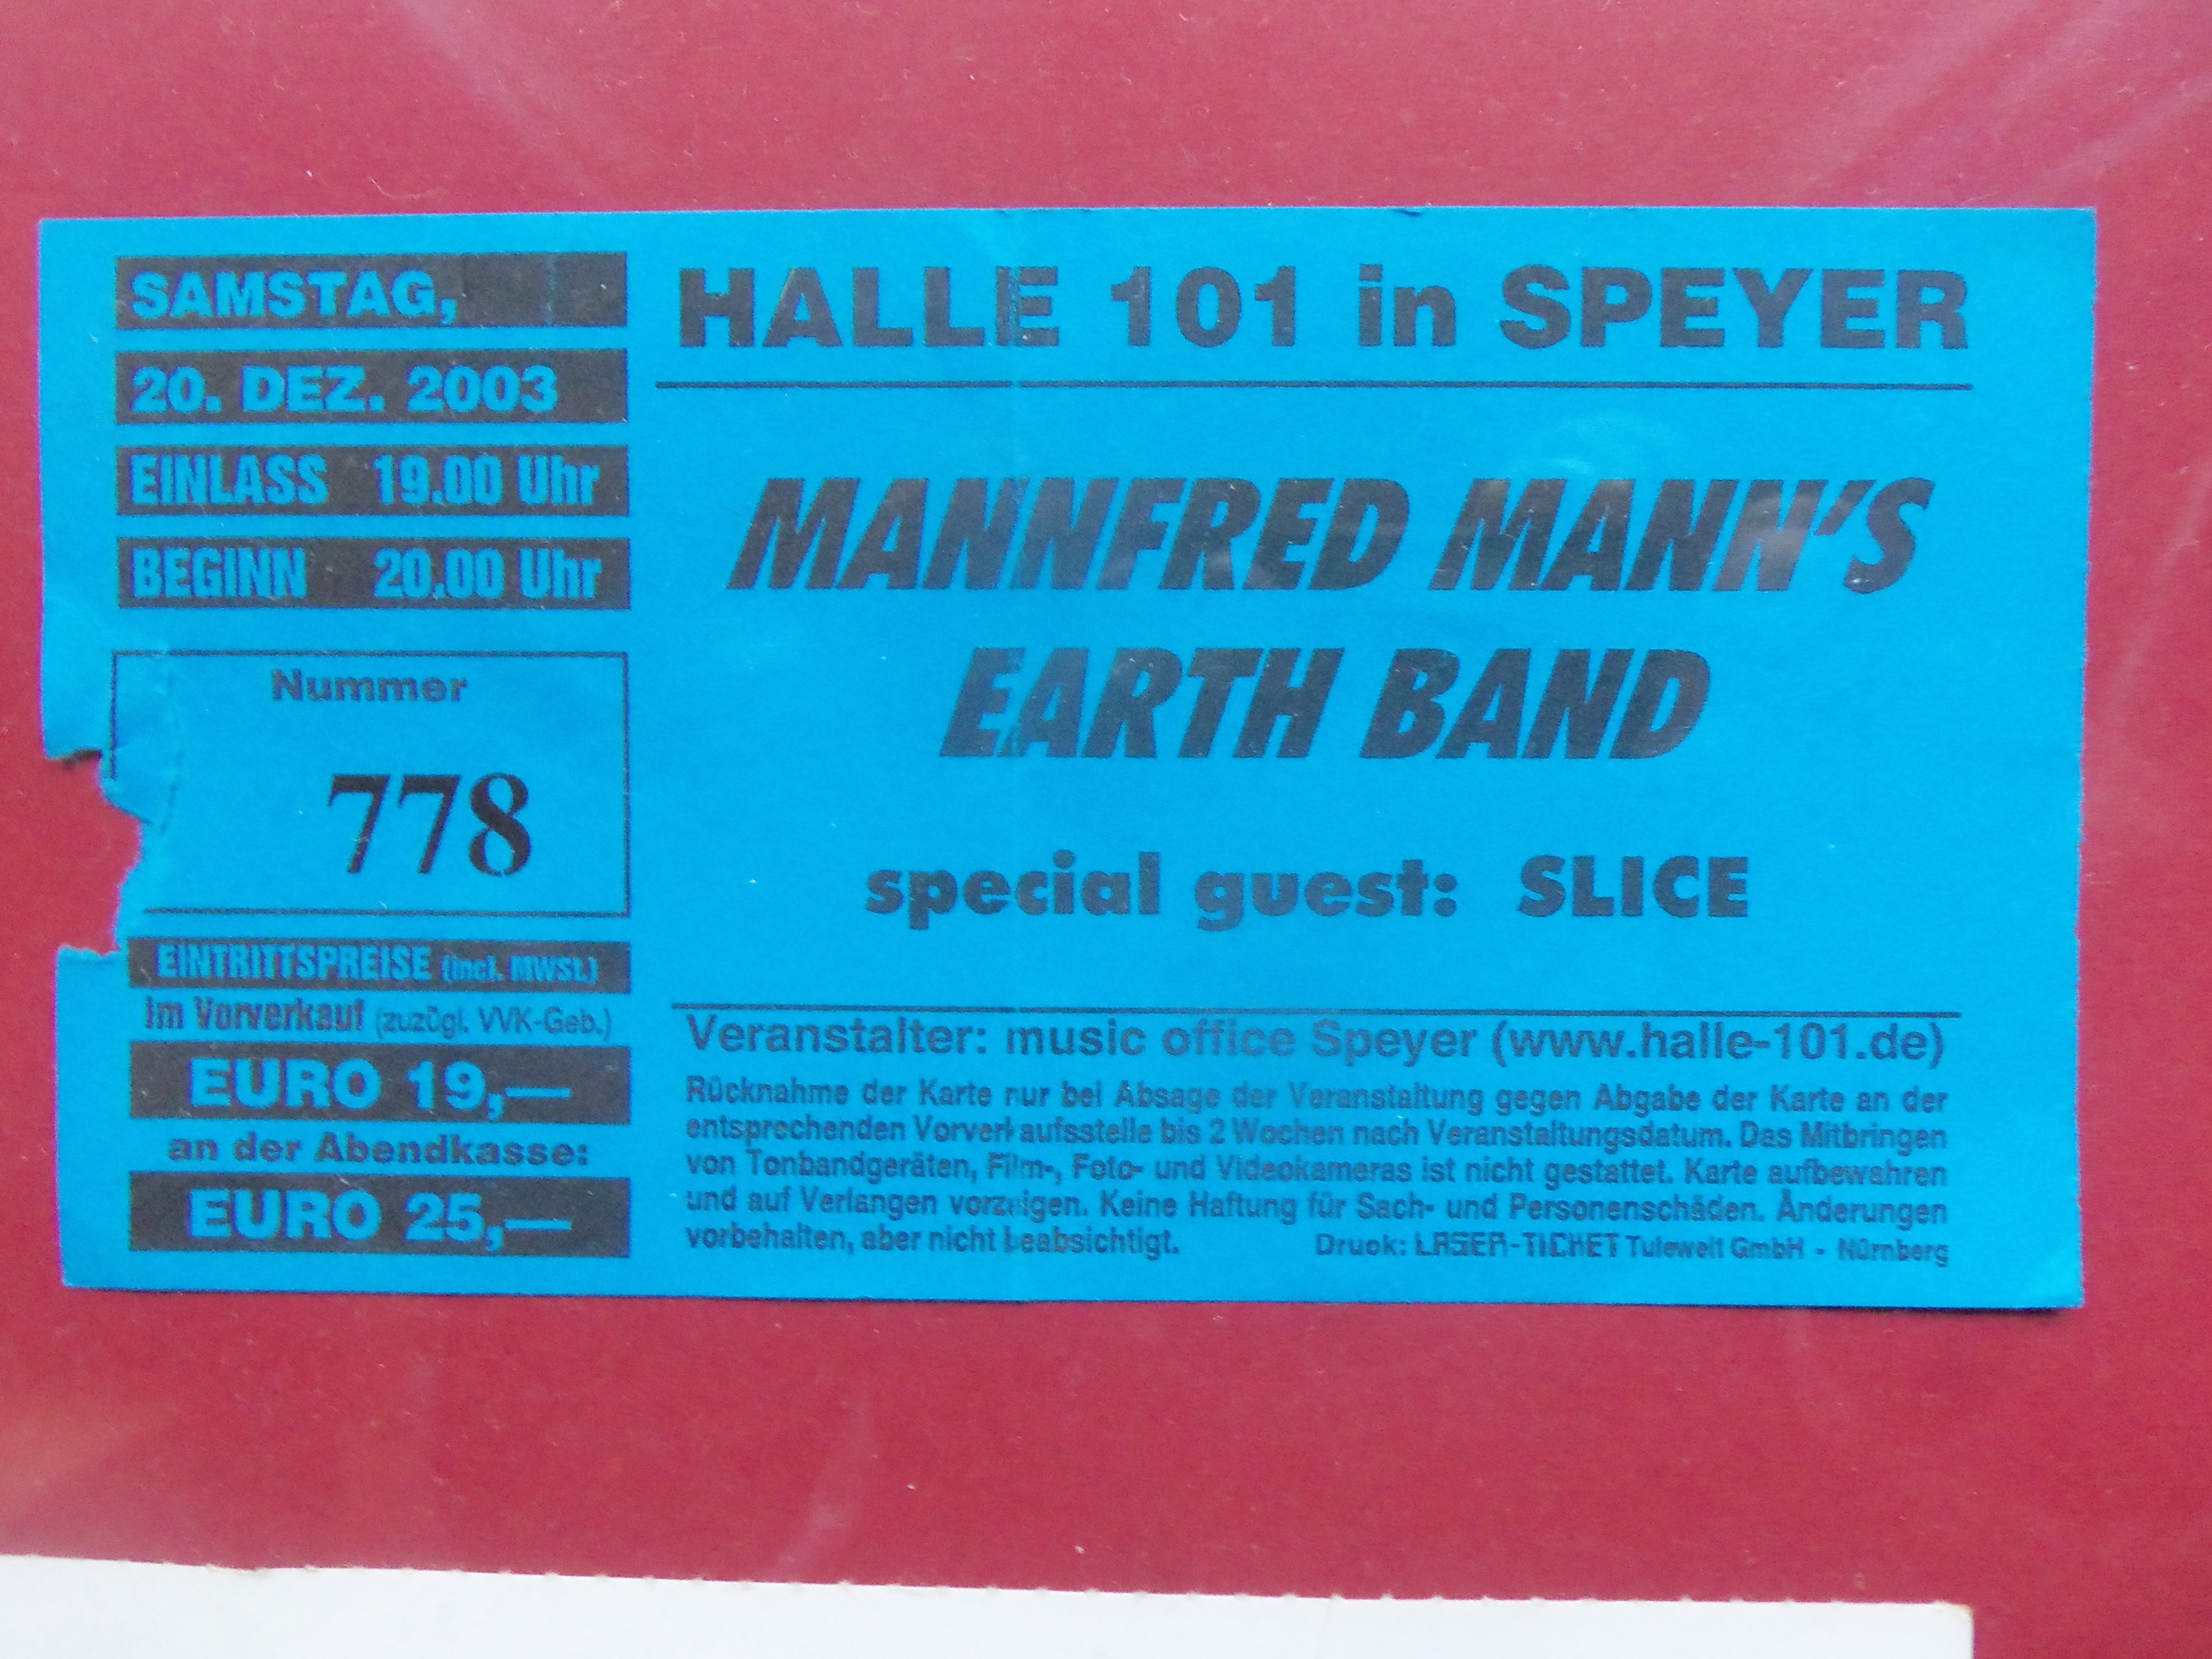 SAMSTAG,
20. DEZ. 2003
EINLASS 19.00 Uhr
BEGINN 20.00 Uhr
Nummer
778
EINTRITTSPREISE (incl. MWSt.)
im Vorverkauf (zuzügl. VVK-Geb.)
EURO 19,—
an der Abendkasse:
EURO 25,—
HALLE 101 in SPEYER
MANNFRED MANN'S
EARTH BAND
special guest: SLICE
Veranstalter: music office Speyer (www.halle-101.de)
Rücknahme der Karte nur bei Absage der Veranstaltung gegen Abgabe der Karte an der
entsprechenden Vorverkaufsstelle bis 2 Wochen nach Veranstaltungsdatum. Das Mitbringen
von Tonbandgeräten, Film-, Foto- und Videokameras ist nicht gestattet. Karte aufbewahren
und auf Verlangen vorzeigen. Keine Haftung für Sach- und Personenschäden. Änderungen
vorbehalten, aber nicht beabsichtigt. Druck: LASER-TICKET Tulewelt GmbH - Nürnberg